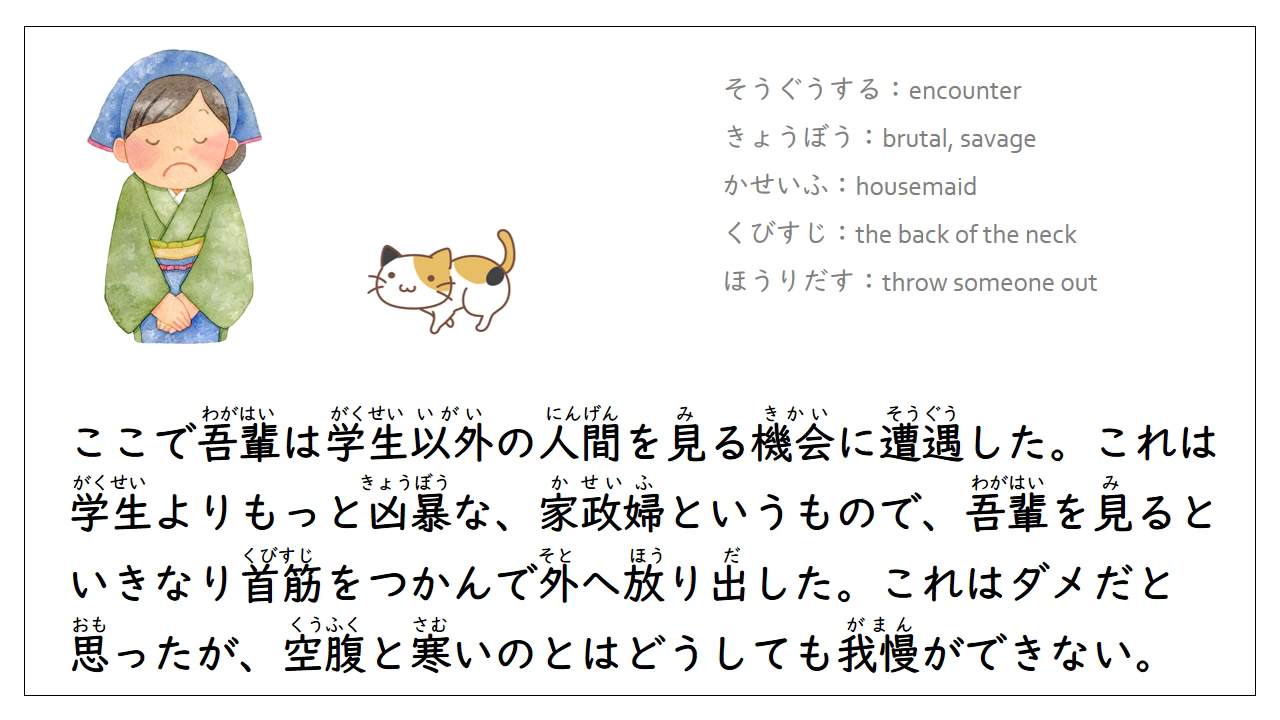 そうぐうする：encounter
きょうぼう：brutal, savage
かせいふ：housemaid
くびすじ：the back of the neck
ほうりだす：throw someone out
わがはい がくせい いがい にんげん み きかい そうぐう
ここで吾輩は学生以外の人間を見る機会に遭遇した。これは
がくせい きょうぼう かせいふ わがはい み
学生よりもっと凶暴な、家政婦というもので、吾輩を見ると
くびすじ そと ほう だ
いきなり首筋をつかんで外へ放り出した。これはダメだと
おも くうふく さむ がまん
思ったが、空腹と寒いのとはどうしても我慢ができない。